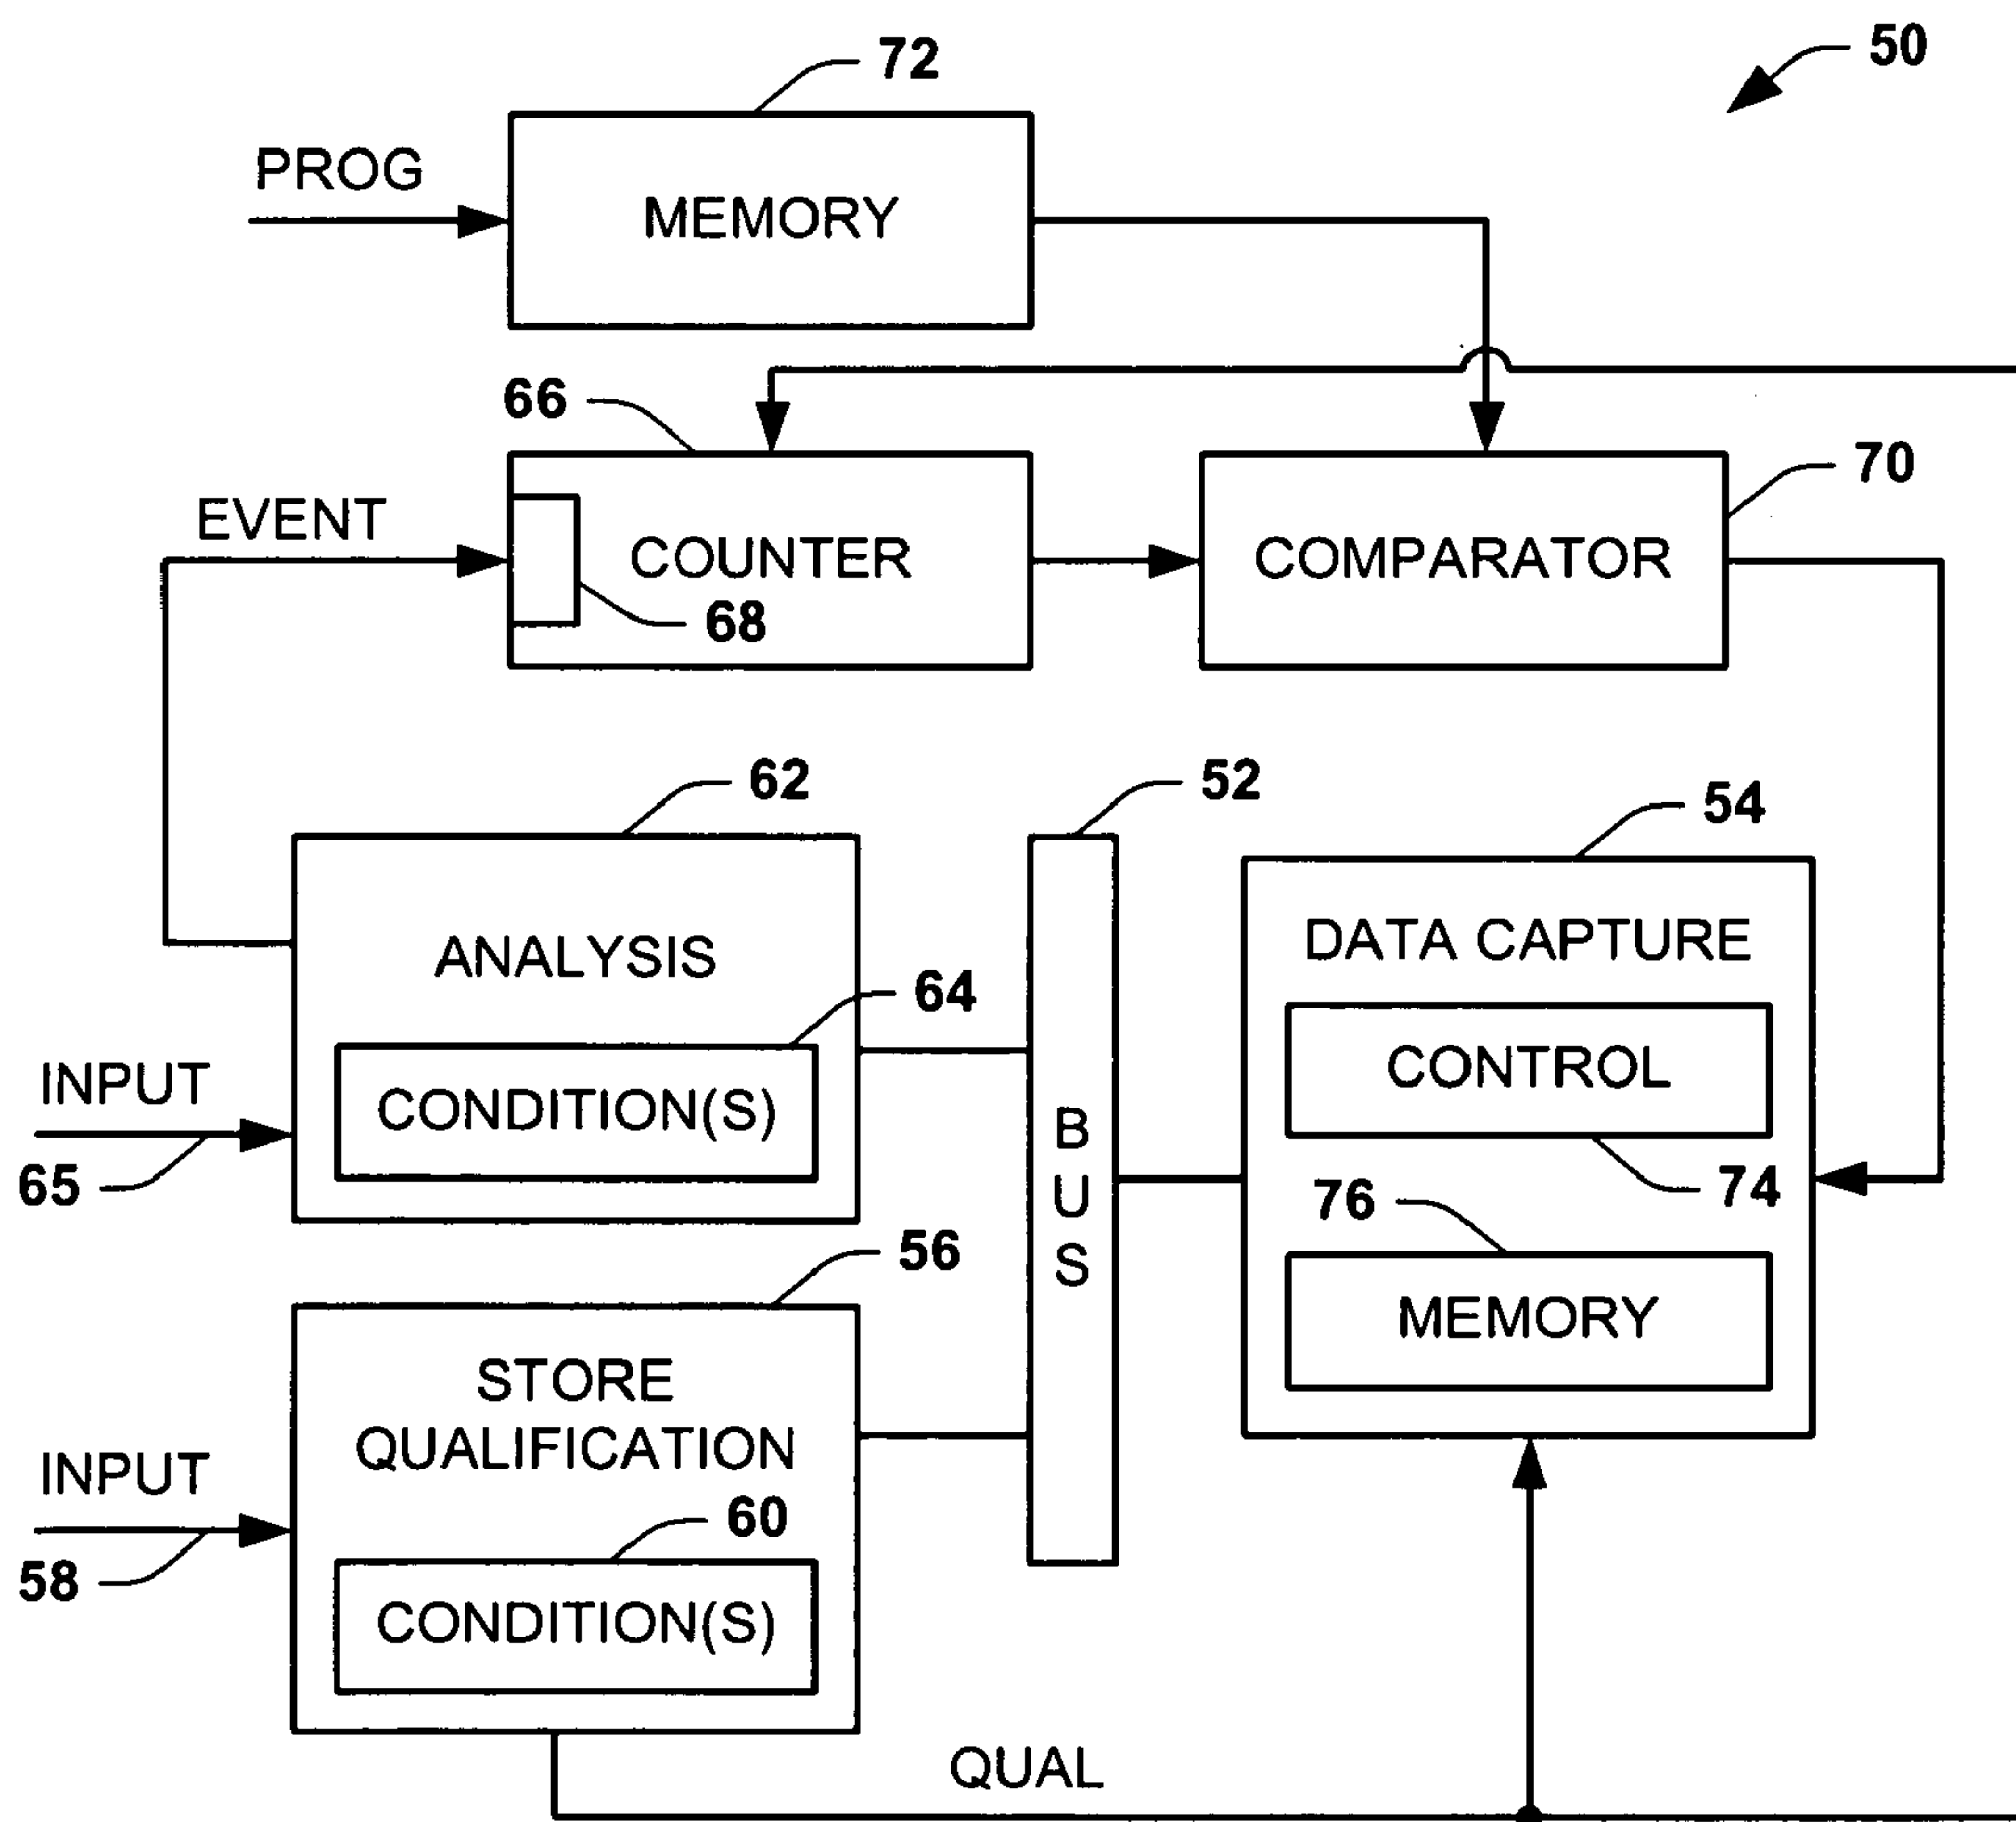 72
50
PROG
MEMORY
66
70
EVENT
COUNTER
COMPARATOR
68
62
52
54
ANALYSIS
DATA CAPTURE
64
INPUT
CONDITION(S)
CONTROL
65
B
U
S
74
76
56
MEMORY
STORE
QUALIFICATION
INPUT
60
58
CONDITION(S)
QUAL